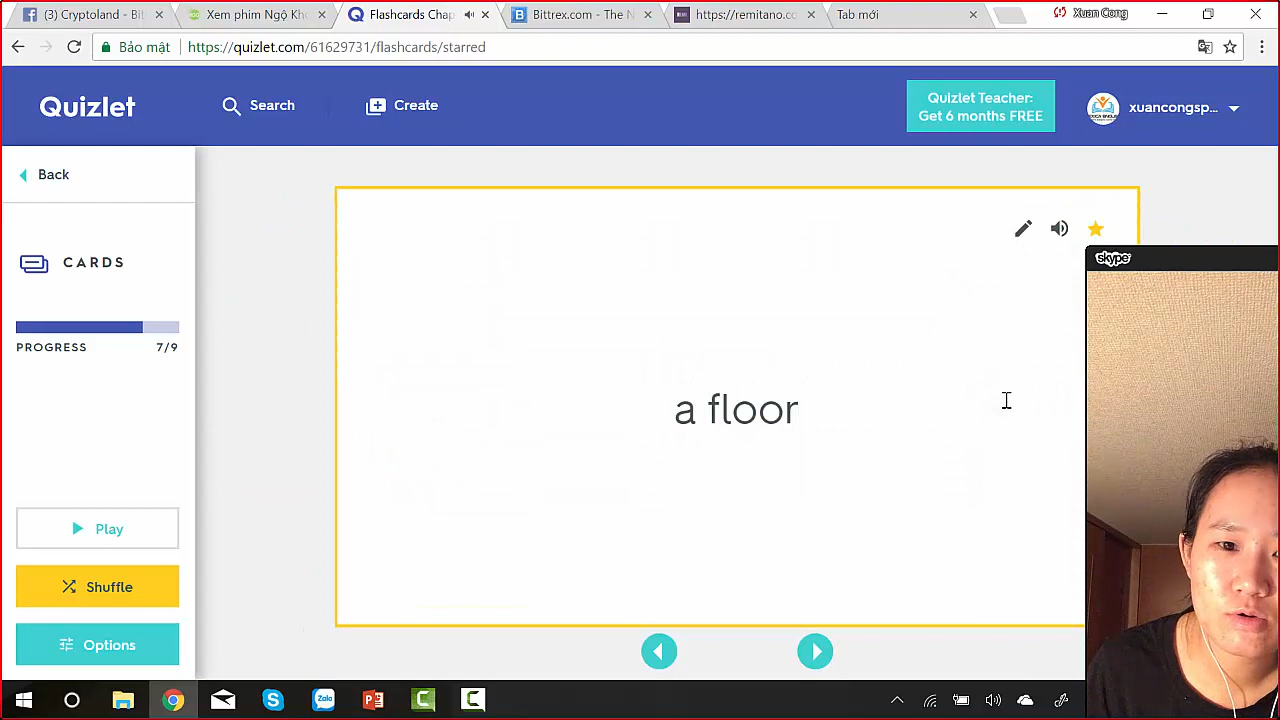 (3) Cryptoland - Bit
Xem phim Ngộ Kh
Flashcards Chap
Bittrex.com - The N
https://remitano.co
Tab mới
Xuan Cong
Bảo mật
https://quizlet.com/61629731/flashcards/starred
Quizlet
Search
Create
Quizlet Teacher:
Get 6 months FREE
xuancongsp...
Back
CARDS
PROGRESS 7/9
a floor
skype
Play
Shuffle
Options
Zalo